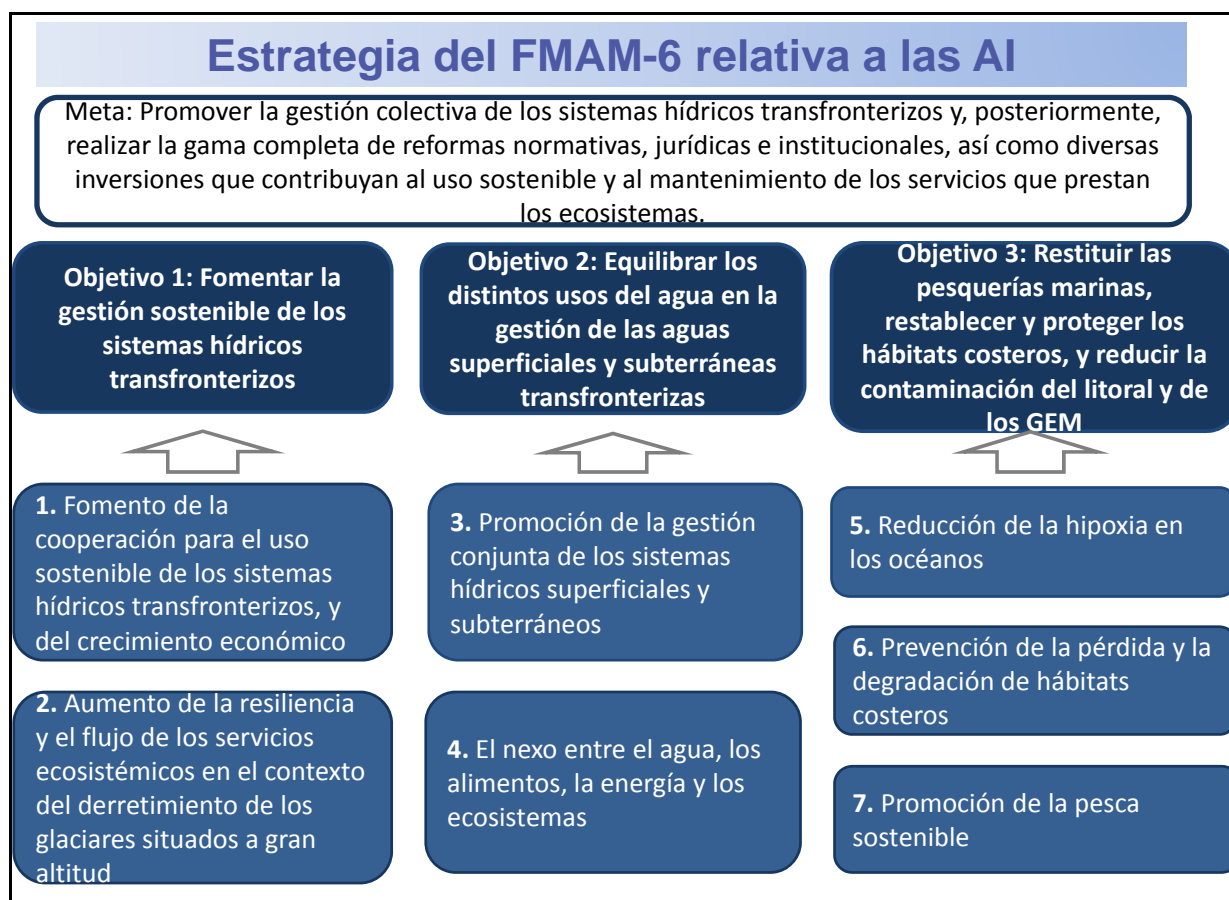 Estrategia del FMAM-6 relativa a las AI
Meta: Promover la gestión colectiva de los sistemas hídricos transfronterizos y, posteriormente,
realizar la gama completa de reformas normativas, jurídicas e institucionales, así como diversas
inversiones que contribuyan al uso sostenible y al mantenimiento de los servicios que prestan
los ecosistemas.
Objetivo 1: Fomentar la
gestión sostenible de los
sistemas hídricos
transfronterizos
Objetivo 2: Equilibrar los
distintos usos del agua en la
gestión de las aguas
superficiales y subterráneas
transfronterizas
Objetivo 3: Restituir las
pesquerías marinas,
restablecer y proteger los
hábitats costeros, y reducir la
contaminación del litoral y de
los GEM
1. Fomento de la
cooperación para el uso
sostenible de los sistemas
hídricos transfronterizos, y
del crecimiento económico
2. Aumento de la resiliencia
y el flujo de los servicios
ecosistémicos en el contexto
del derretimiento de los
glaciares situados a gran
altitud
3. Promoción de la gestión
conjunta de los sistemas
hídricos superficiales y
subterráneos
4. El nexo entre el agua, los
alimentos, la energía y los
ecosistemas
5. Reducción de la hipoxia en
los océanos
6. Prevención de la pérdida y la
degradación de hábitats
costeros
7. Promoción de la pesca
sostenible